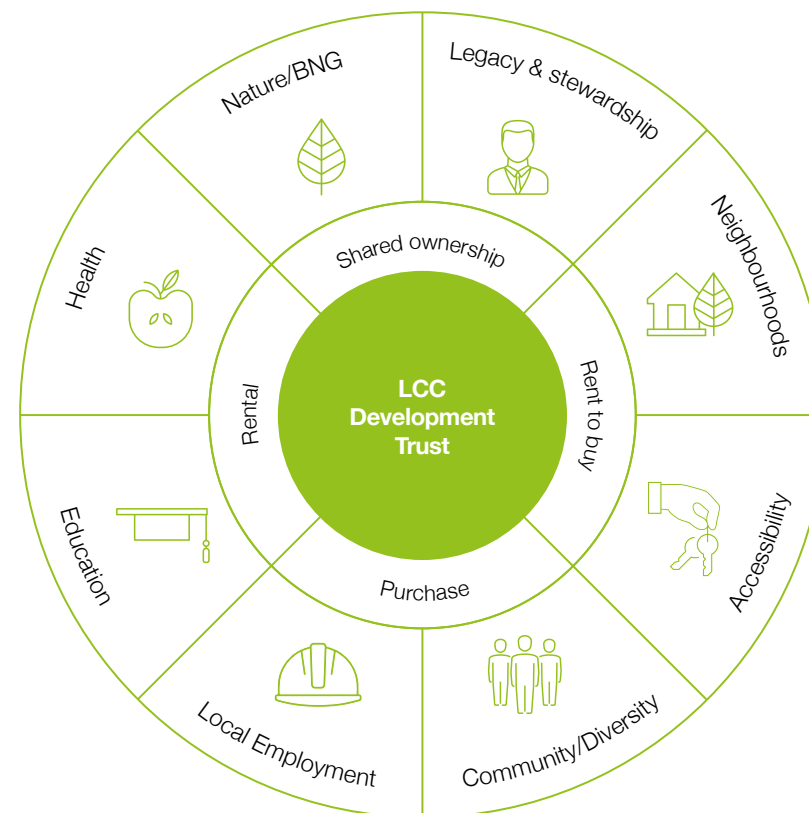 Nature/BNG
Legacy & stewardship
Neighbourhoods
Accessibility
Community/Diversity
Local Employment
Education
Health
Shared ownership
Rent to buy
Purchase
Rental
LCC
Development
Trust